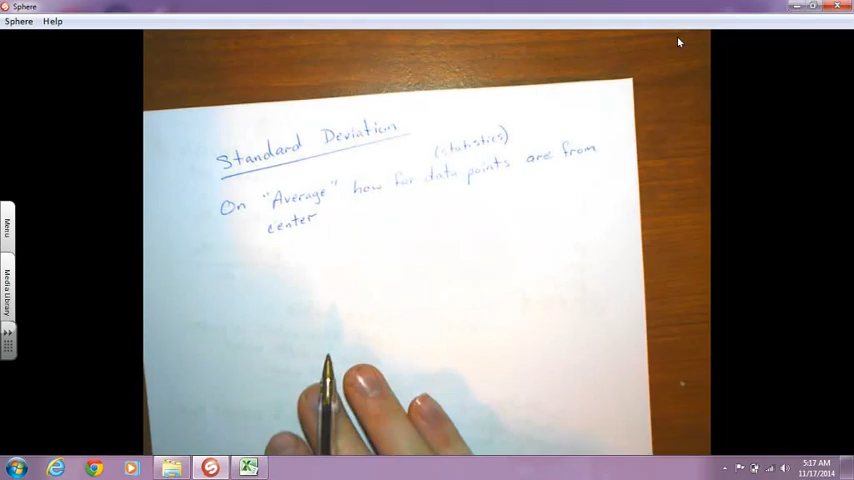 Sphere
Sphere Help
Standard Deviation
(statistics)
On "Average" how far data points are from
center
Menu
Media Library
5:17 AM
11/17/2014